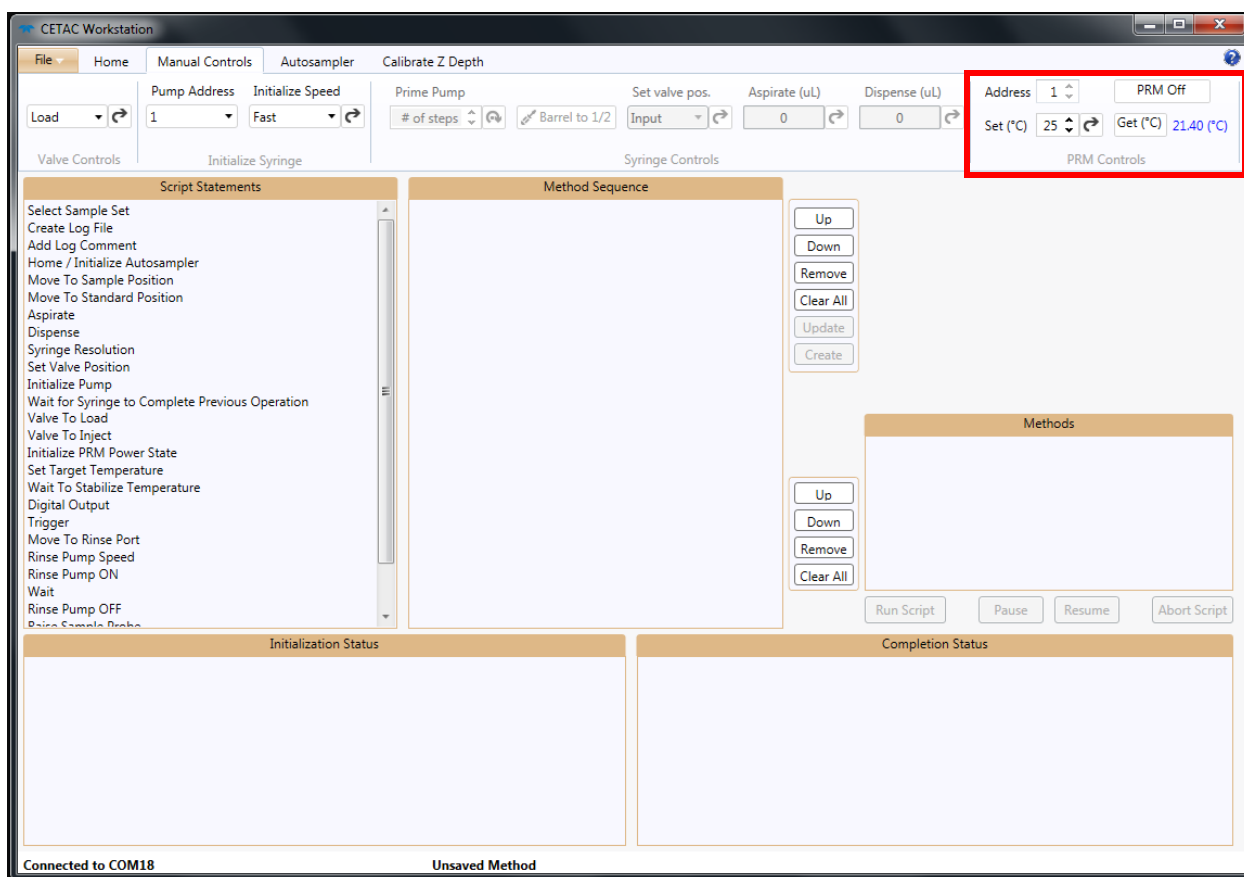 CETAC Workstation
File Home Manual Controls Autosampler Calibrate Z Depth
Pump Address Initialize Speed Prime Pump Set valve pos. Aspirate (uL) Dispense (uL) Address 1 PRM Off
Load 1 Fast # of steps Barrel to 1/2 Input 0 0 Set (°C) 25 Get (°C) 21.40 (°C)
Valve Controls Initialize Syringe Syringe Controls PRM Controls
Script Statements
Select Sample Set
Create Log File
Add Log Comment
Home / Initialize Autosampler
Move To Sample Position
Move To Standard Position
Aspirate
Dispense
Syringe Resolution
Set Valve Position
Initialize Pump
Wait for Syringe to Complete Previous Operation
Valve To Load
Valve To Inject
Initialize PRM Power State
Set Target Temperature
Wait To Stabilize Temperature
Digital Output
Trigger
Move To Rinse Port
Rinse Pump Speed
Rinse Pump ON
Wait
Rinse Pump OFF
Raise Sample Probe
Method Sequence
Up
Down
Remove
Clear All
Update
Create
Up
Down
Remove
Clear All
Methods
Run Script Pause Resume Abort Script
Initialization Status
Completion Status
Connected to COM18 Unsaved Method